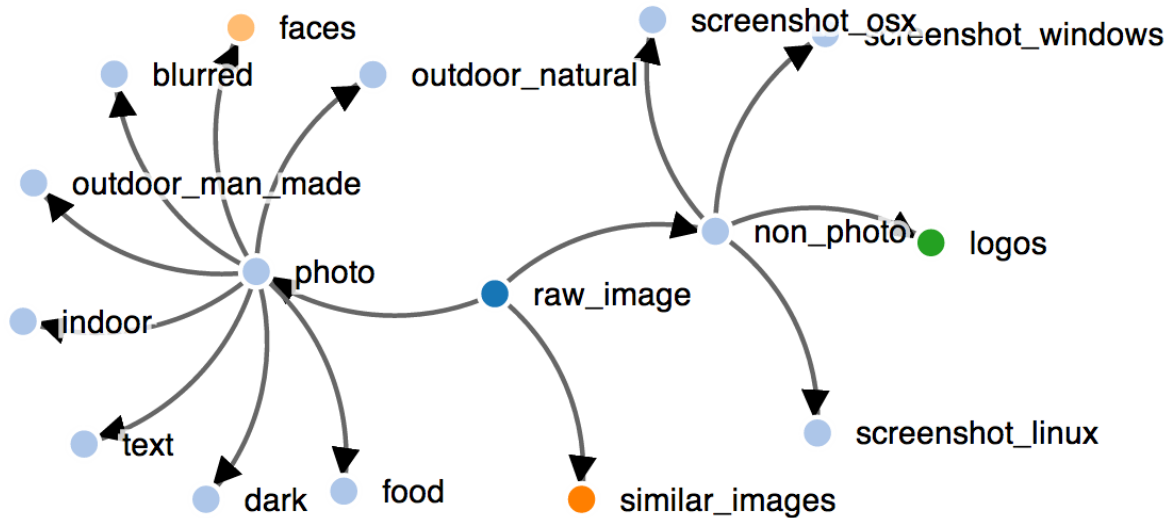 screenshot_osx
faces
screenshot_windows
blurred
outdoor_natural
outdoor_man_made
non_photo
logos
photo
raw_image
indoor
screenshot_linux
text
food
dark
similar_images